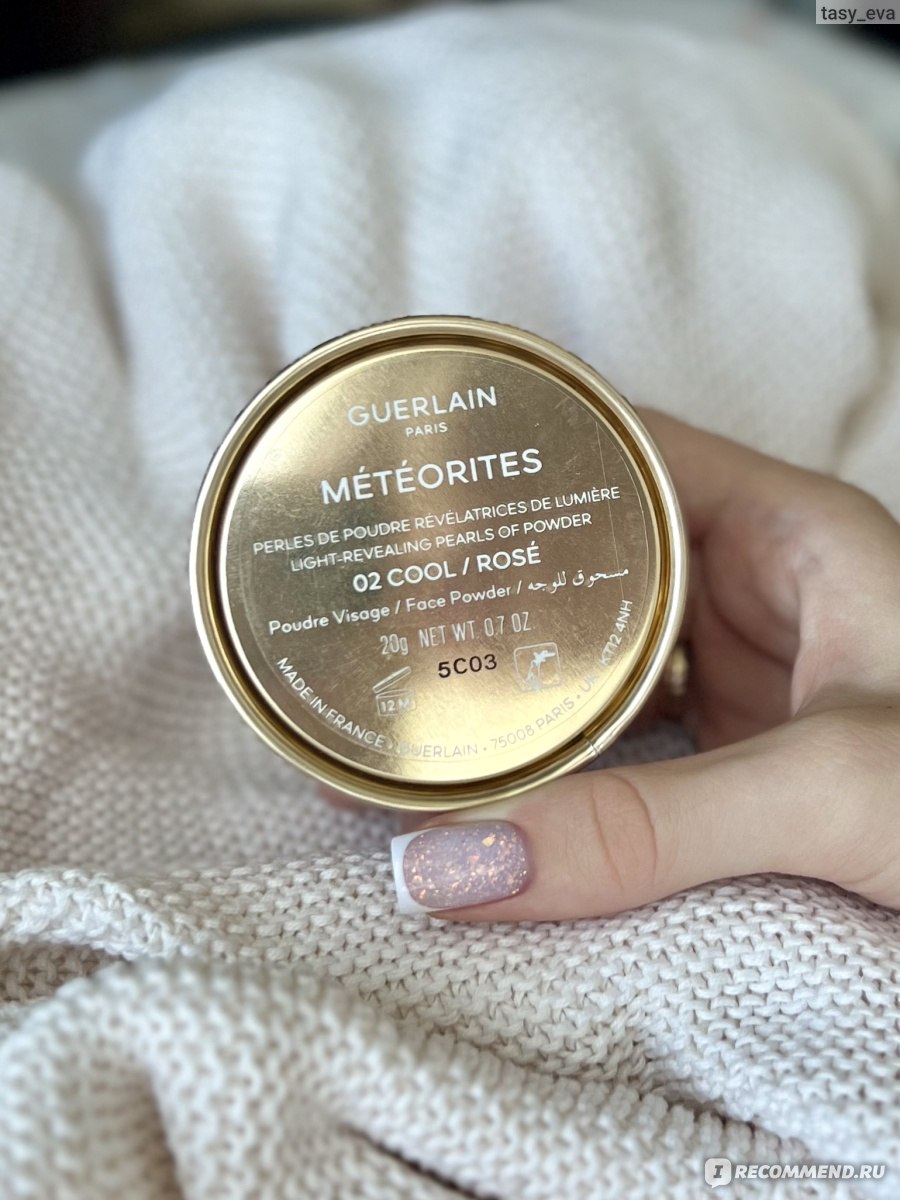 tasy_eva
GUERLAIN
PARIS
MÉTÉORITES
PERLES DE POUDRE RÉVÉLATRICES DE LUMIÈRE
LIGHT-REVEALING PEARLS OF POWDER
02 COOL / ROSÉ
Poudre Visage / Face Powder / مسحوق للوجه
20g NET WT. 0.7 OZ.
12 M
5C03
MADE IN FRANCE • GUERLAIN • 75008 PARIS • UK KT12 4NH
IRECOMMEND.RU